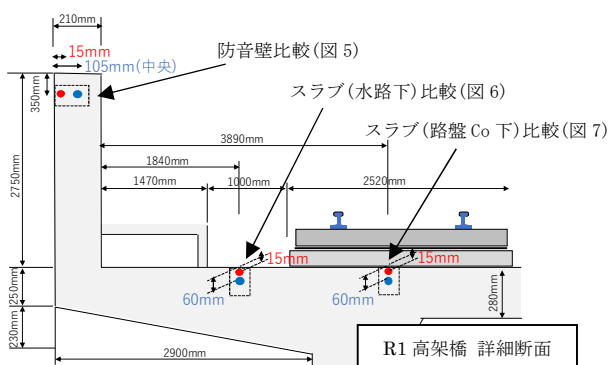 210mm
15mm
105mm(中央)
防音壁比較(図 5)
350mm
スラブ(水路下)比較(図 6)
スラブ(路盤 Co 下)比較(図 7)
3890mm
1840mm
1470mm
1000mm
2520mm
2750mm
15mm
15mm
60mm
60mm
250mm
280mm
230mm
2900mm
R1 高架橋 詳細断面